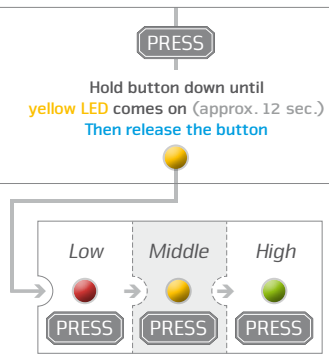 PRESS
Hold button down until
yellow LED comes on (approx. 12 sec.)
Then release the button
Low Middle High
PRESS PRESS PRESS